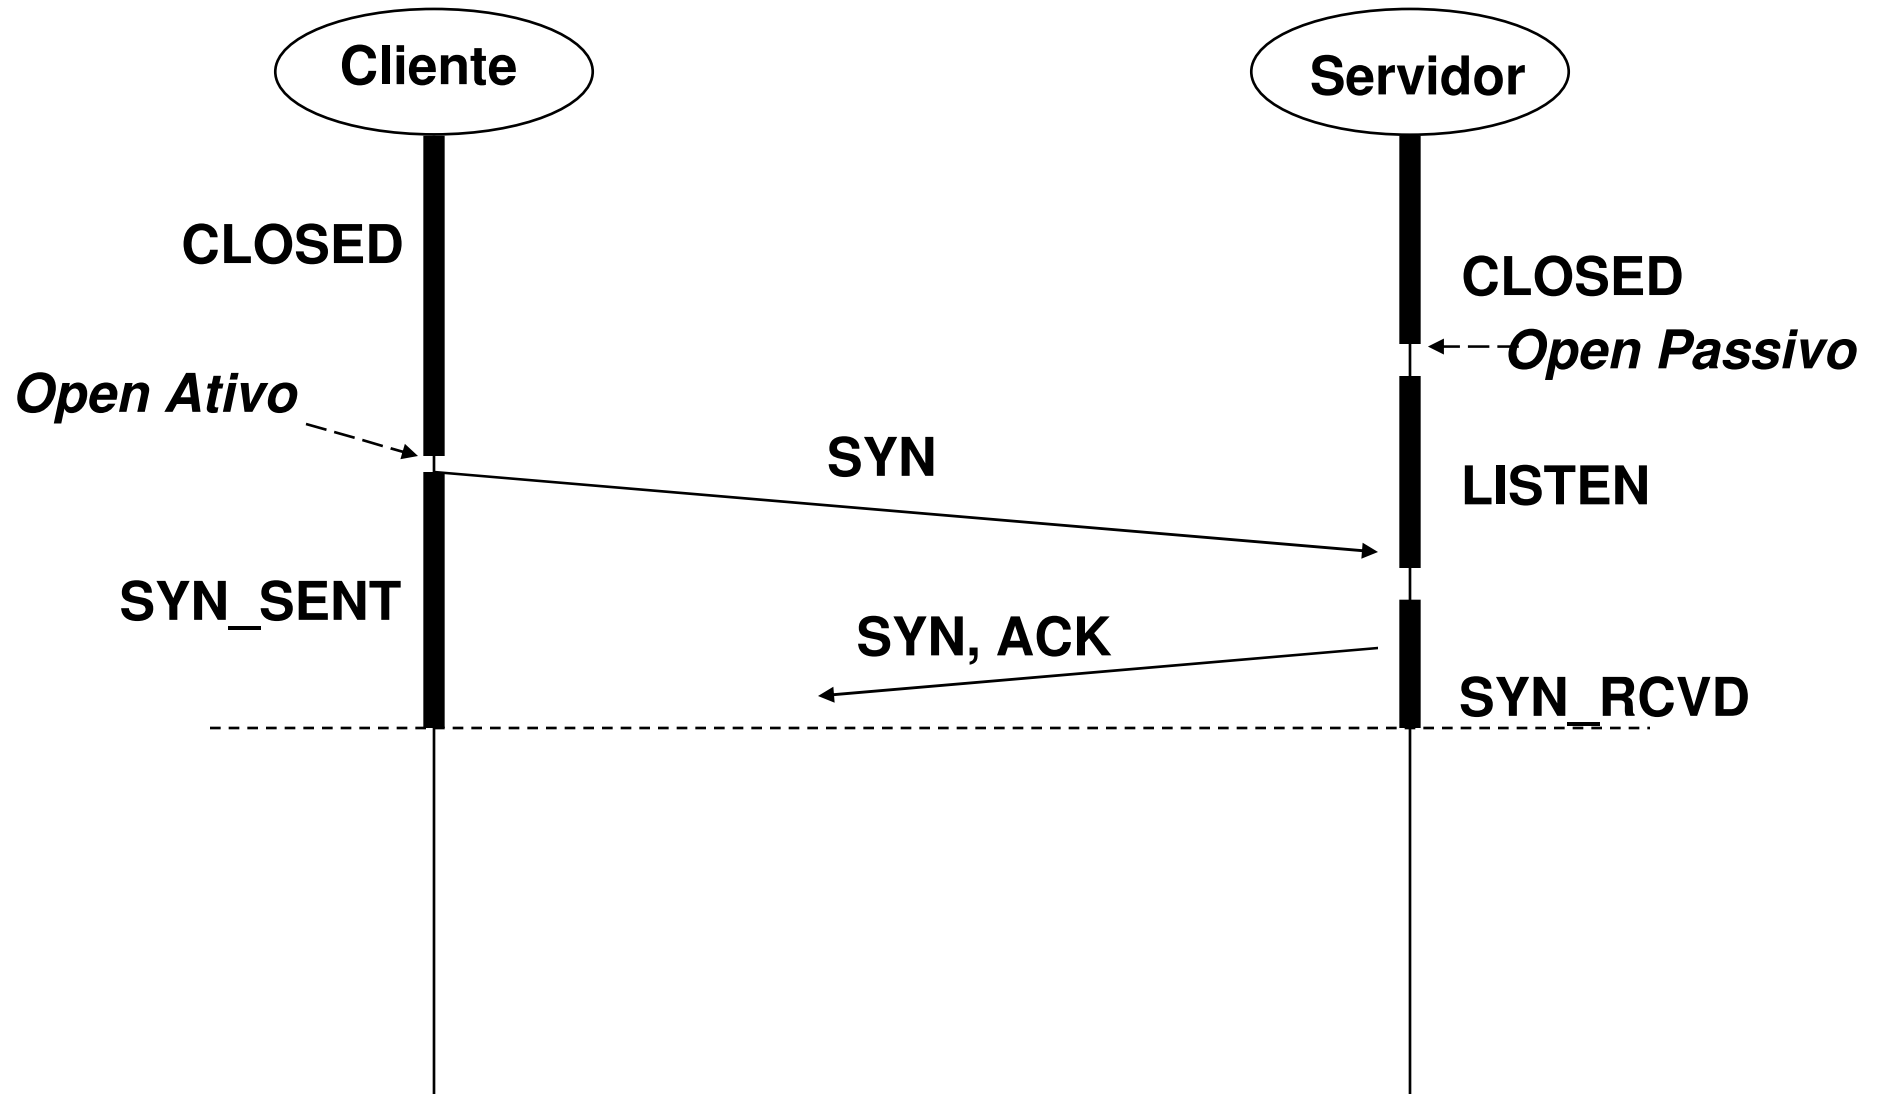 Cliente
Servidor
CLOSED
CLOSED
Open Passivo
Open Ativo
SYN
LISTEN
SYN_SENT
SYN, ACK
SYN_RCVD